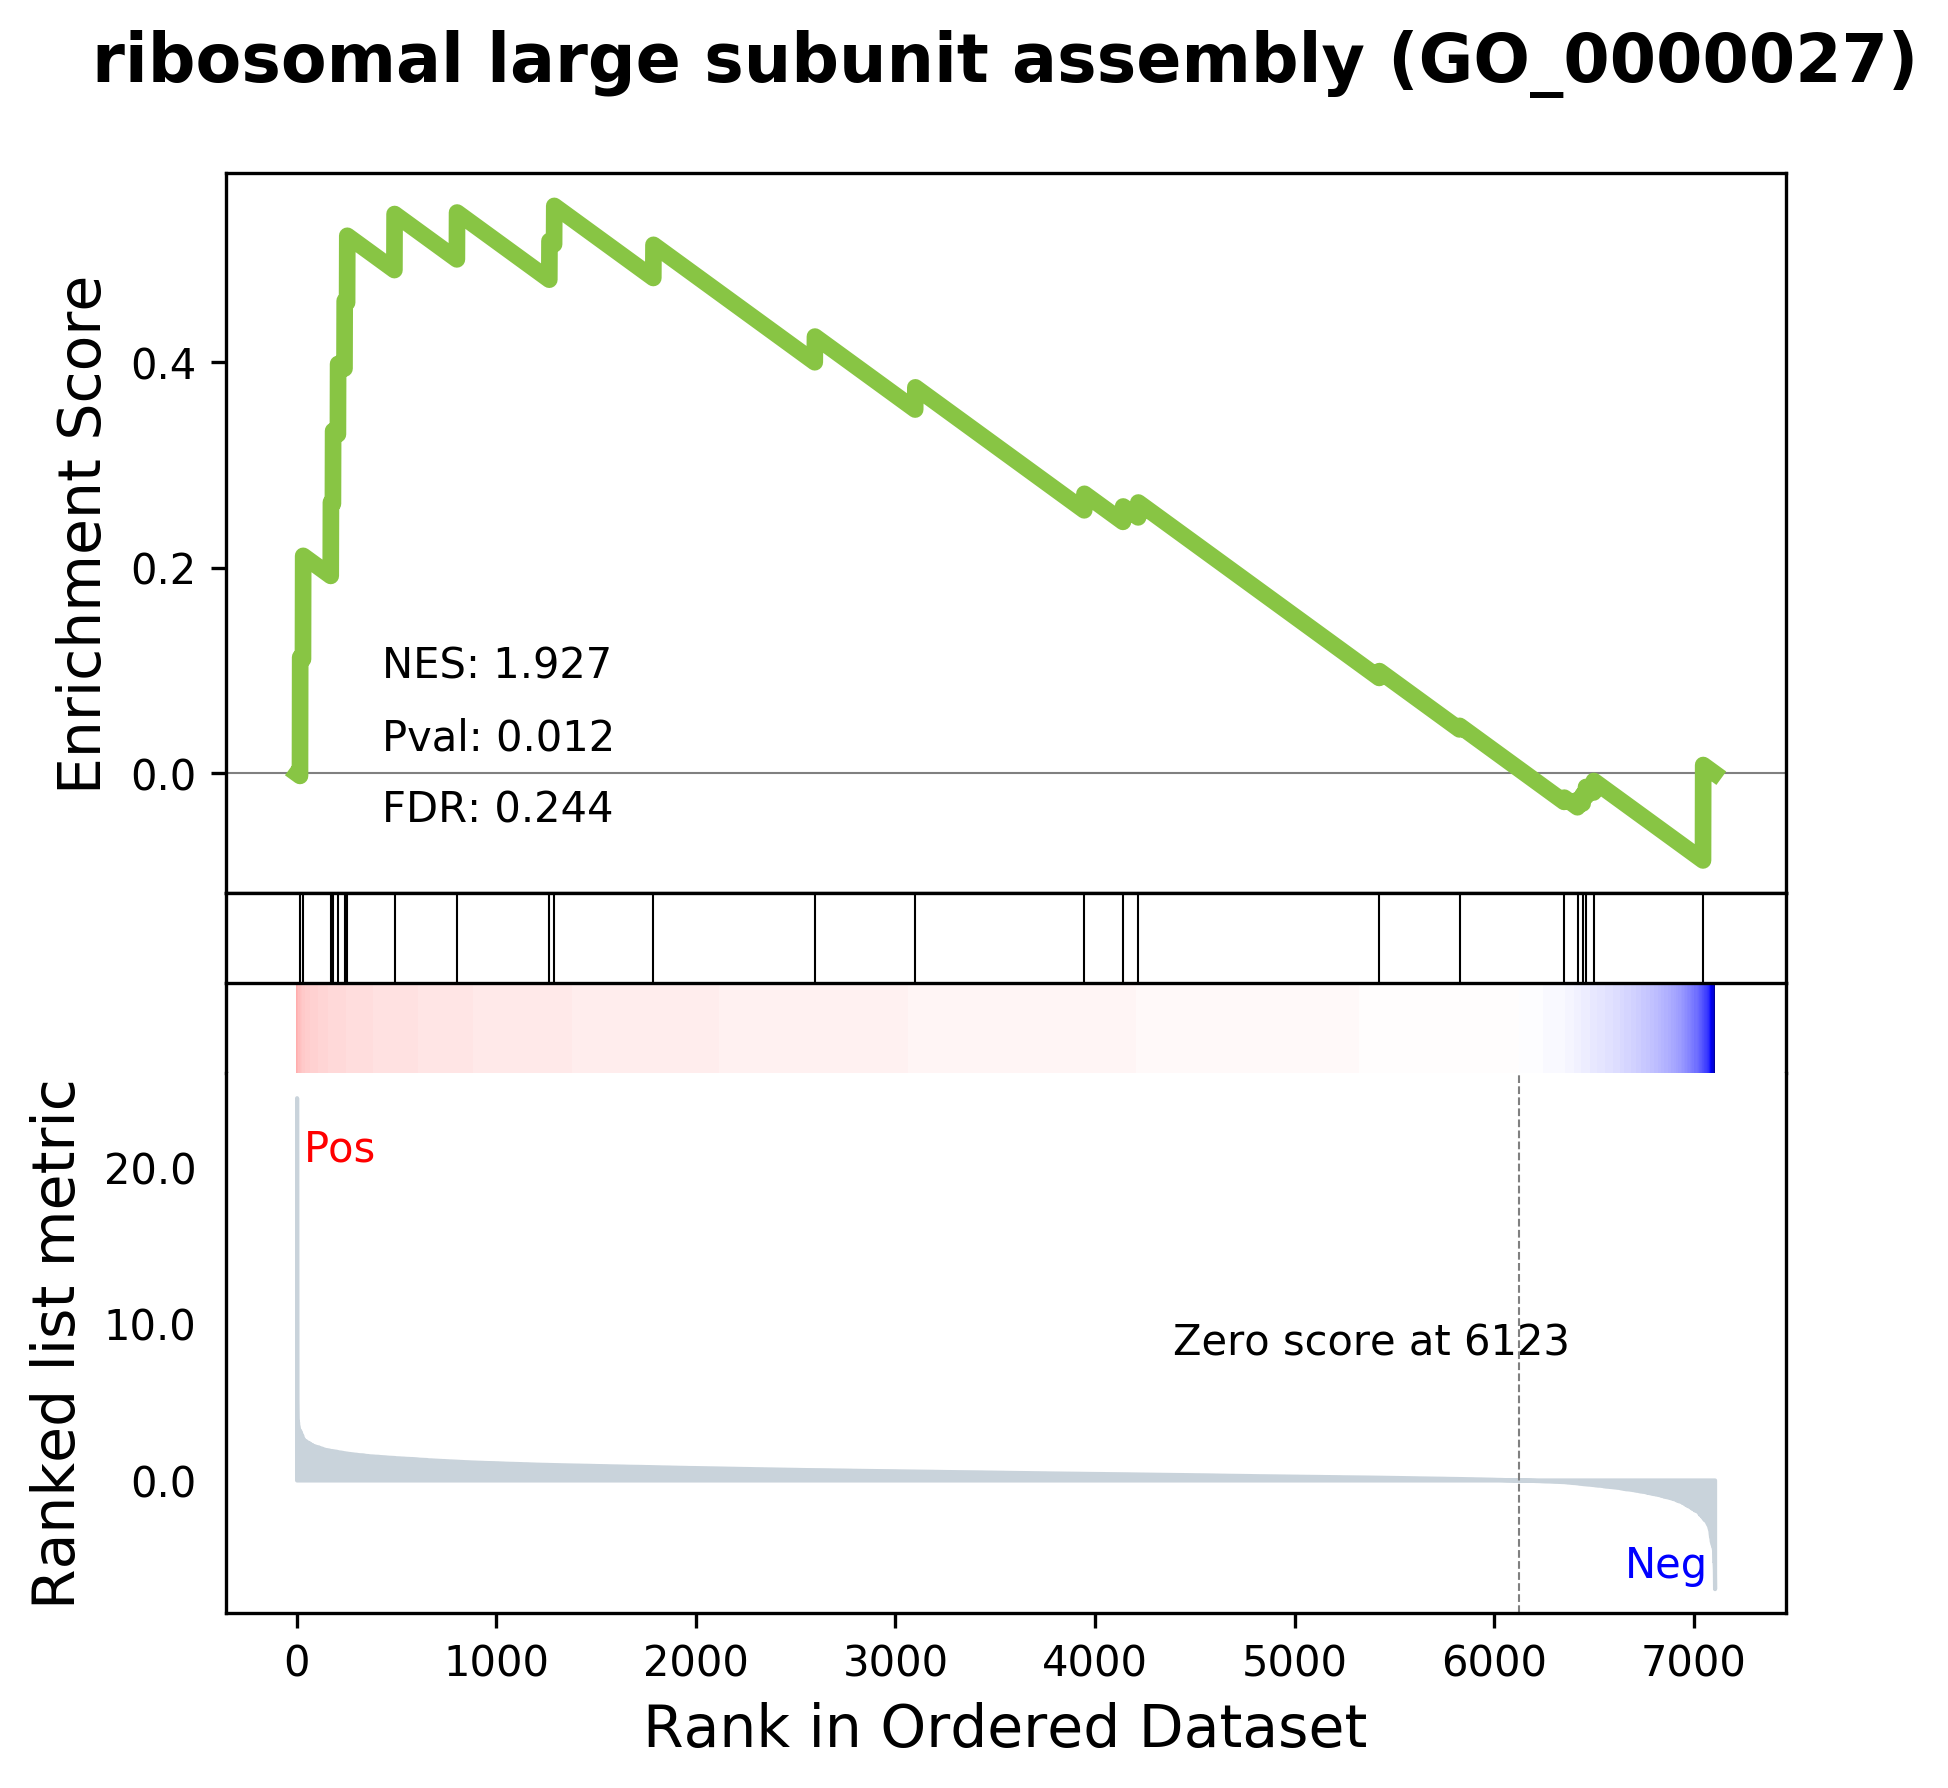 ribosomal large subunit assembly (GO_0000027)
Enrichment Score
0.4
0.2
0.0
NES: 1.927
Pval: 0.012
FDR: 0.244
Ranked list metric
20.0
10.0
0.0
Pos
Zero score at 6123
Neg
0 1000 2000 3000 4000 5000 6000 7000
Rank in Ordered Dataset